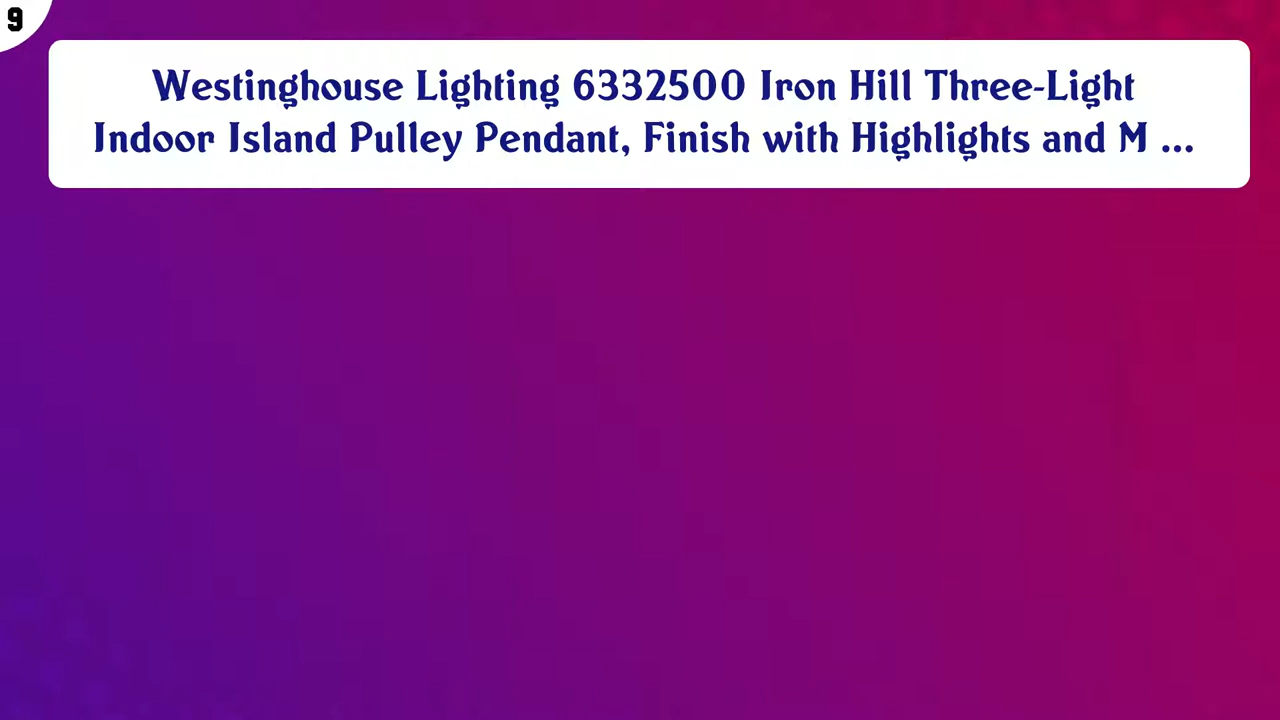 9
Westinghouse Lighting 6332500 Iron Hill Three-Light
Indoor Island Pulley Pendant, Finish with Highlights and M ...